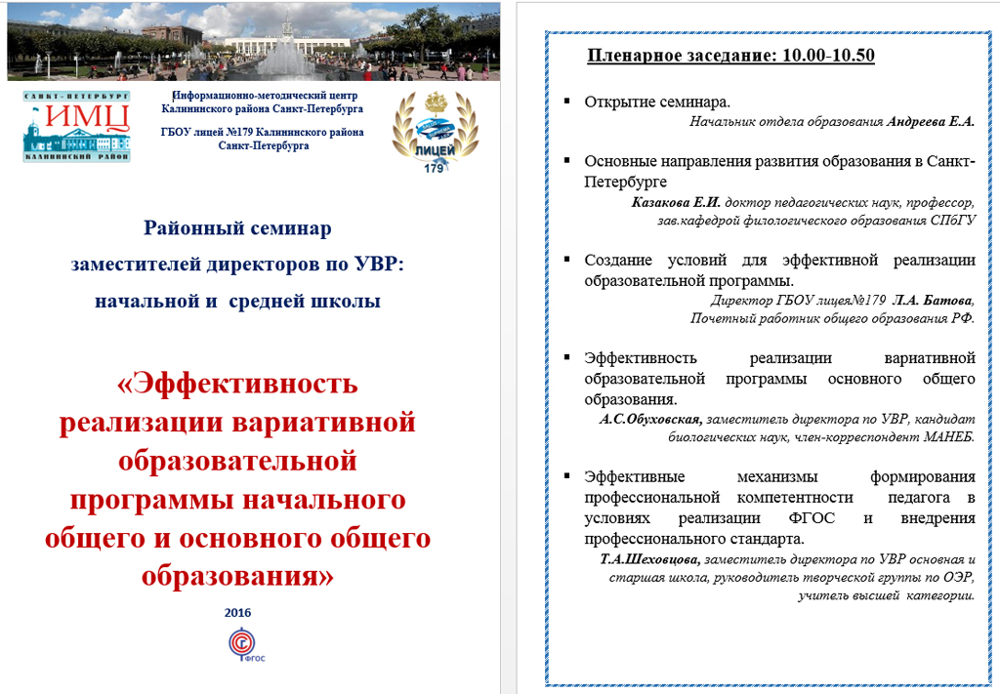 САНКТ-ПЕТЕРБУРГ
ИМЦ
КАЛИНИНСКИЙ РАЙОН
Информационно-методический центр
Калининского района Санкт-Петербурга
ГБОУ лицей №179 Калининского района
Санкт-Петербурга
ЛИЦЕЙ
179
Районный семинар
заместителей директоров по УВР:
начальной и средней школы
«Эффективность
реализации вариативной
образовательной
программы начального
общего и основного общего
образования»
2016
ФГОС
Пленарное заседание: 10.00-10.50
▪ Открытие семинара.
Начальник отдела образования Андреева Е.А.
▪ Основные направления развития образования в Санкт-
Петербурге
Казакова Е.И. доктор педагогических наук, профессор,
зав.кафедрой филологического образования СПбГУ
▪ Создание условий для эффективной реализации
образовательной программы.
Директор ГБОУ лицея№179 Л.А. Батова,
Почетный работник общего образования РФ.
▪ Эффективность реализации вариативной
образовательной программы основного общего
образования.
А.С.Обуховская, заместитель директора по УВР, кандидат
биологических наук, член-корреспондент МАНЕБ.
▪ Эффективные механизмы формирования
профессиональной компетентности педагога в
условиях реализации ФГОС и внедрения
профессионального стандарта.
Т.А.Шеховцова, заместитель директора по УВР основная и
старшая школа, руководитель творческой группы по ОЭР,
учитель высшей категории.